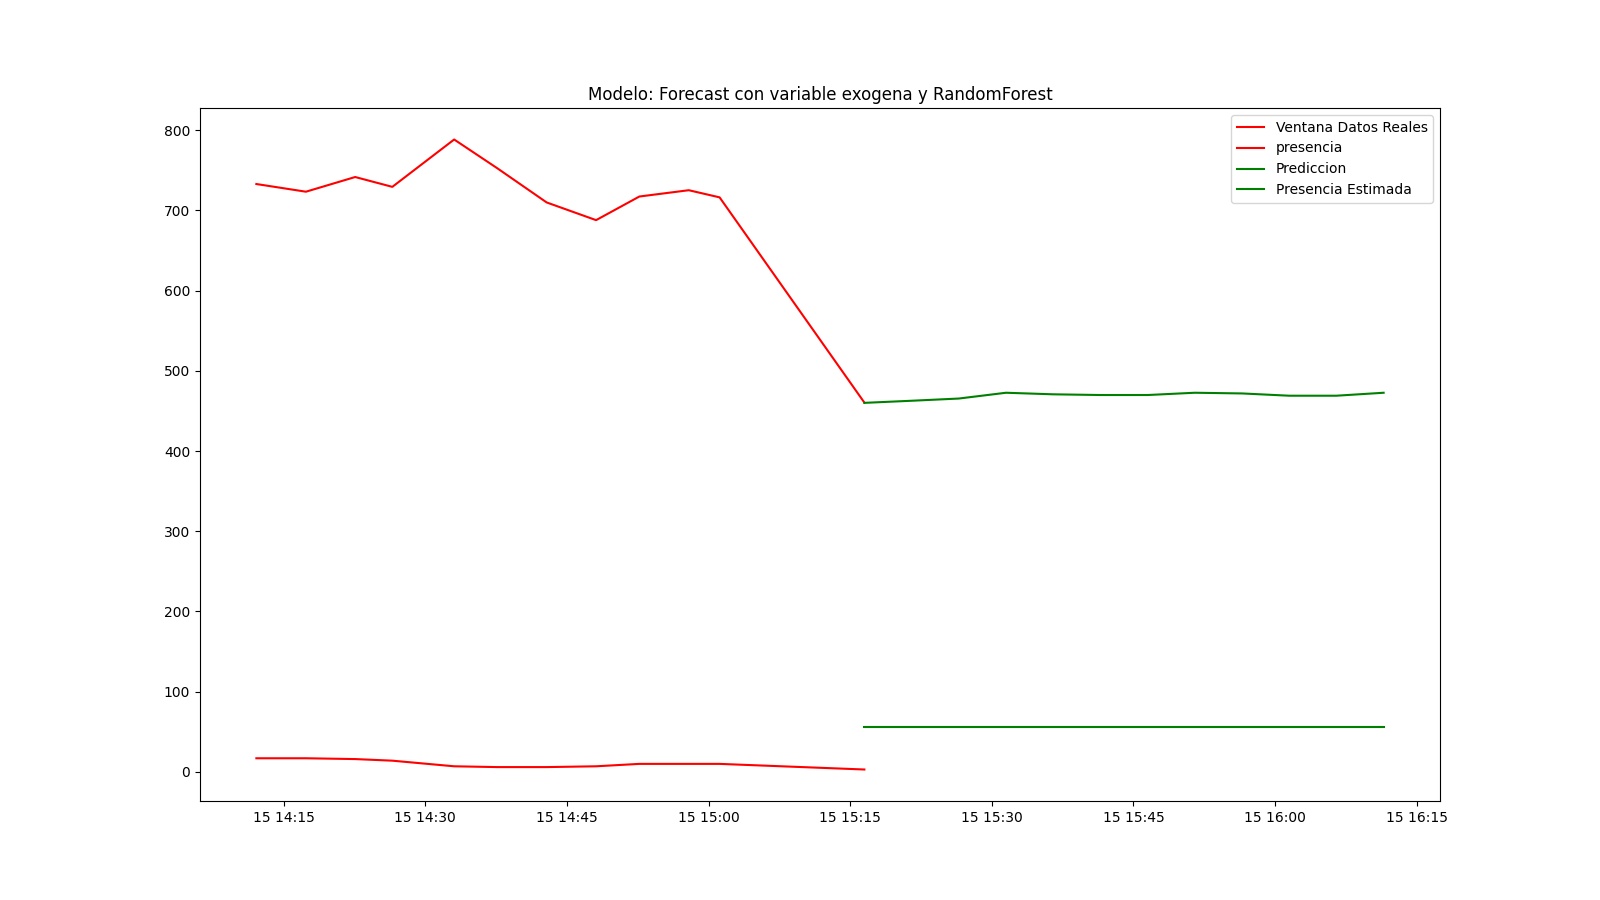 Modelo: Forecast con variable exogena y RandomForest
Ventana Datos Reales
presencia
Prediccion
Presencia Estimada
800
700
600
500
400
300
200
100
0
15 14:15 15 14:30 15 14:45 15 15:00 15 15:15 15 15:30 15 15:45 15 16:00 15 16:15